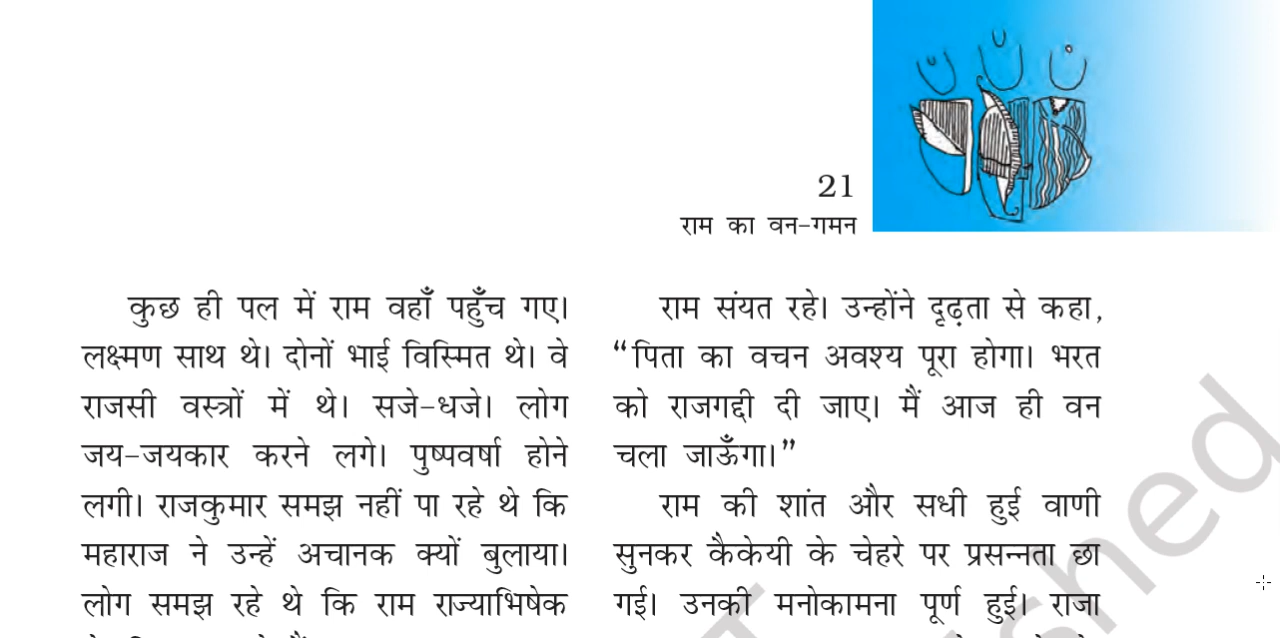 21
राम का वन-गमन
कुछ ही पल में राम वहाँ पहुँच गए।
लक्ष्मण साथ थे। दोनों भाई विस्मित थे। वे
राजसी वस्त्रों में थे। सजे-धजे। लोग
जय-जयकार करने लगे। पुष्पवर्षा होने
लगी। राजकुमार समझ नहीं पा रहे थे कि
महाराज ने उन्हें अचानक क्यों बुलाया।
लोग समझ रहे थे कि राम राज्याभिषेक
राम संयत रहे। उन्होंने दृढ़ता से कहा,
“पिता का वचन अवश्य पूरा होगा। भरत
को राजगद्दी दी जाए। मैं आज ही वन
चला जाऊँगा।”
राम की शांत और सधी हुई वाणी
सुनकर कैकेयी के चेहरे पर प्रसन्नता छा
गई। उनकी मनोकामना पूर्ण हुई। राजा